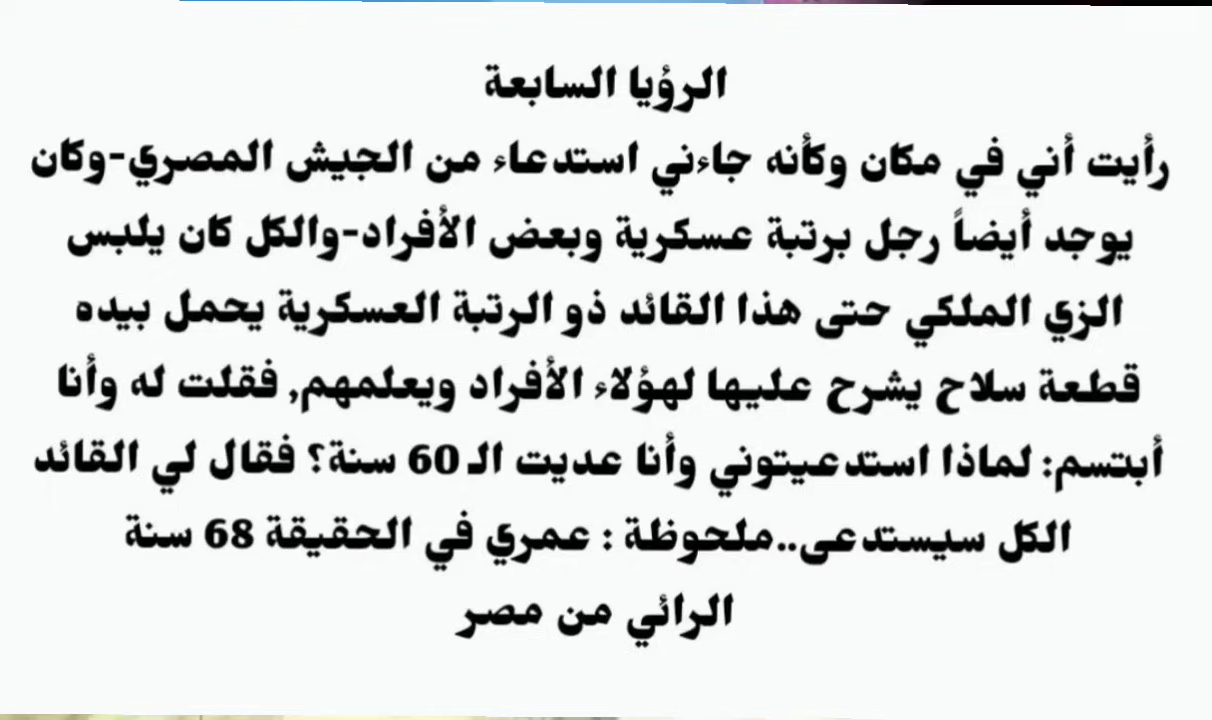 الرؤيا السابعة
رأيت أني في مكان وكأنه جاءني استدعاء من الجيش المصري-وكان
يوجد أيضاً رجل برتبة عسكرية وبعض الأفراد-والكل كان يلبس
الزي الملكي حتى هذا القائد ذو الرتبة العسكرية يحمل بيده
قطعة سلاح يشرح عليها لهؤلاء الأفراد ويعلمهم, فقلت له وأنا
أبتسم: لماذا استدعيتوني وأنا عديت الـ 60 سنة؟ فقال لي القائد
الكل سيستدعى..ملحوظة : عمري في الحقيقة 68 سنة
الرائي من مصر